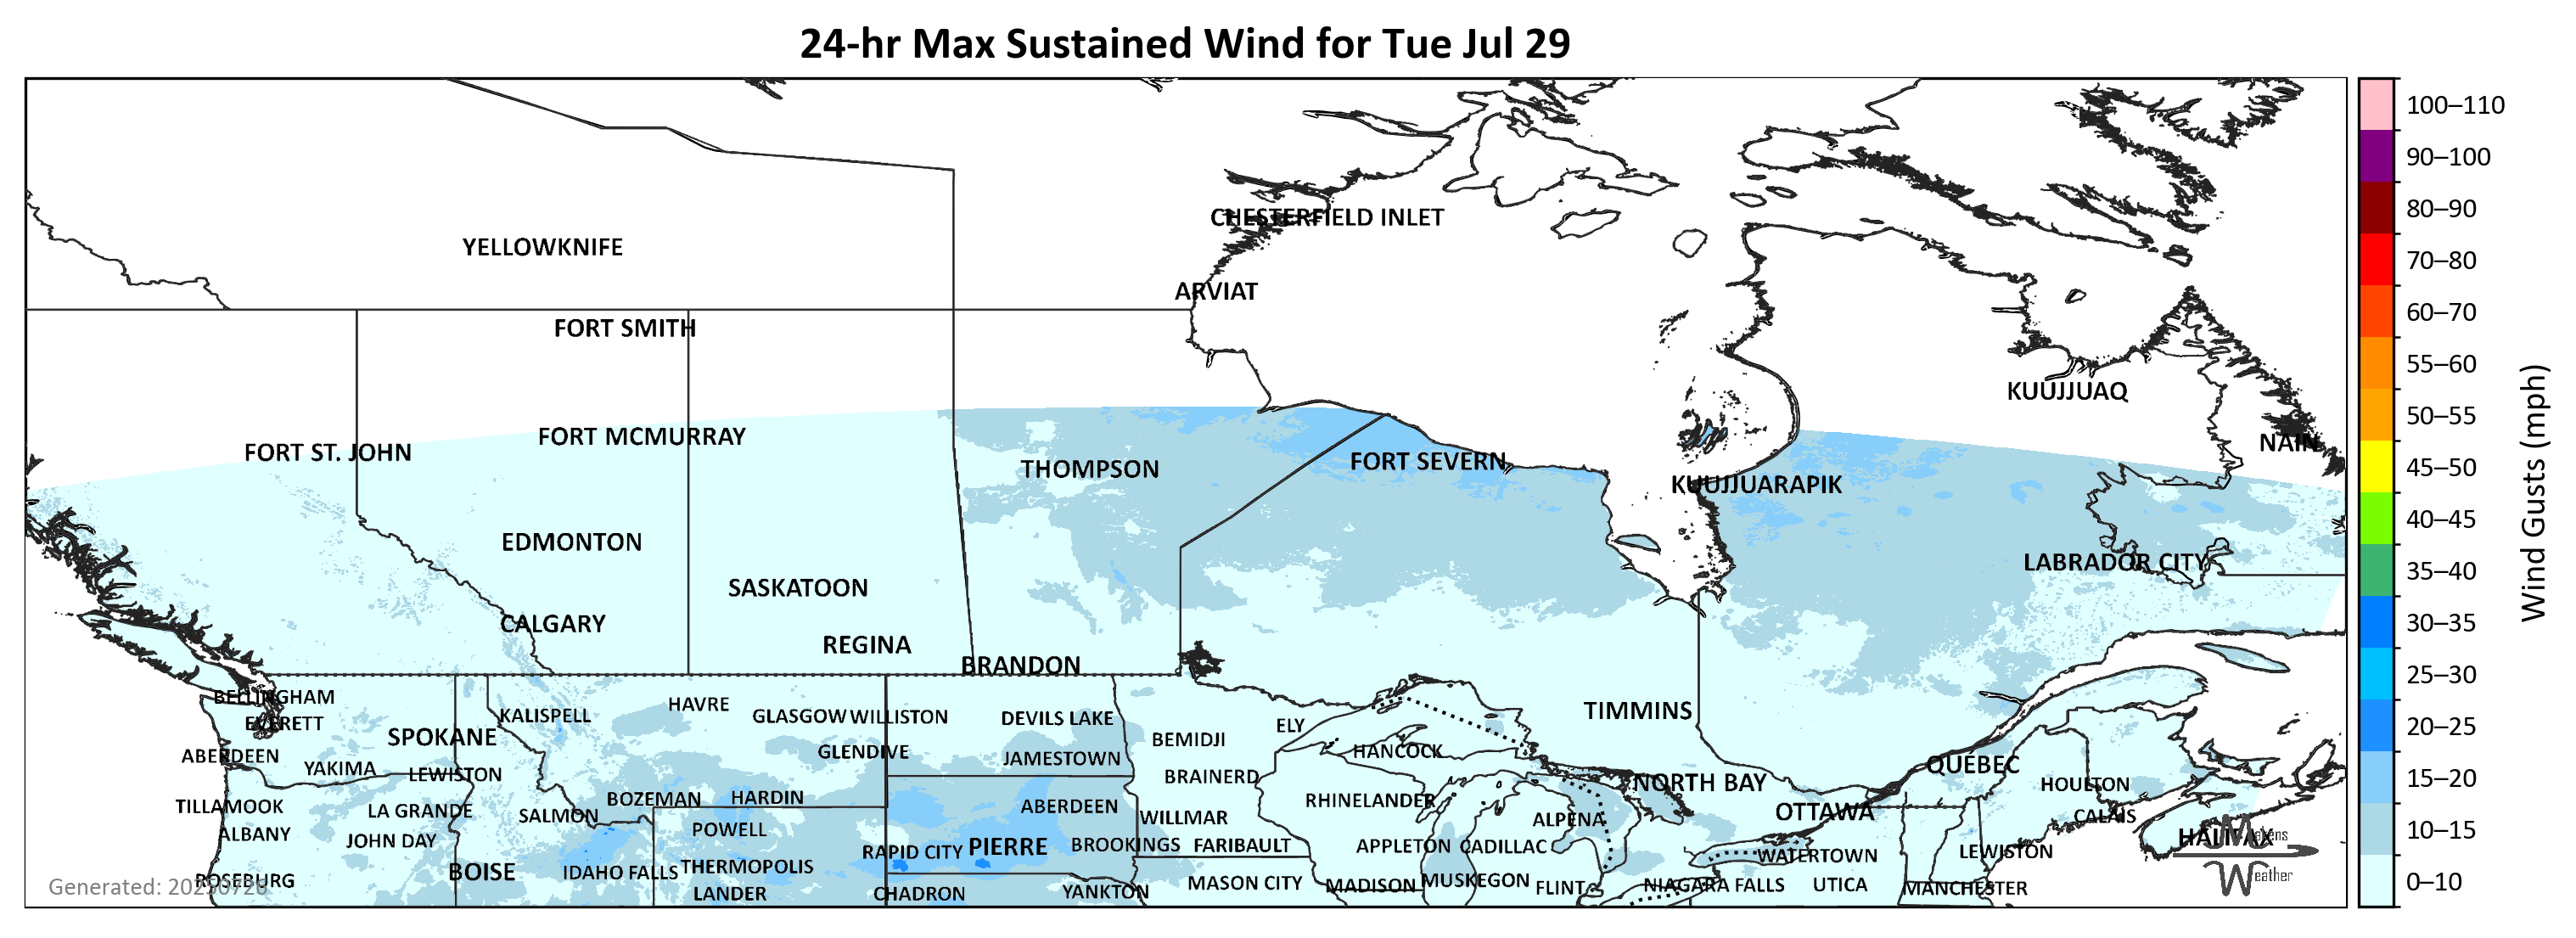 24-hr Max Sustained Wind for Tue Jul 29
YELLOWKNIFE
CHESTERFIELD INLET
ARVIAT
FORT SMITH
KUUJJUAQ
FORT ST. JOHN
FORT MCMURRAY
THOMPSON
FORT SEVERN
KUUJJUARAPIK
NAIN
EDMONTON
LABRADOR CITY
SASKATOON
CALGARY
REGINA
BRANDON
BELLINGHAM
EVERETT
KALISPELL
HAVRE
GLASGOW
WILLISTON
DEVILS LAKE
ELY
TIMMINS
SPOKANE
BEMIDJI
ABERDEEN
GLENDIVE
JAMESTOWN
HANCOCK
QUÉBEC
YAKIMA
LEWISTON
BRAINERD
NORTH BAY
HOULTON
TILLAMOOK
LA GRANDE
SALMON
BOZEMAN
HARDIN
ABERDEEN
WILLMAR
RHINELANDER
ALPENA
OTTAWA
CALAIS
ALBANY
JOHN DAY
POWELL
RAPID CITY
PIERRE
BROOKINGS
FARIBAULT
APPLETON
CADILLAC
WATERTOWN
LEWISTON
HALIFAX
ROSEBURG
BOISE
IDAHO FALLS
THERMOPOLIS
LANDER
CHADRON
YANKTON
MASON CITY
MADISON
MUSKEGON
FLINT
NIAGARA FALLS
UTICA
MANCHESTER
Generated: 20250728
Makens
Weather
100–110
90–100
80–90
70–80
60–70
55–60
50–55
45–50
40–45
35–40
30–35
25–30
20–25
15–20
10–15
0–10
Wind Gusts (mph)